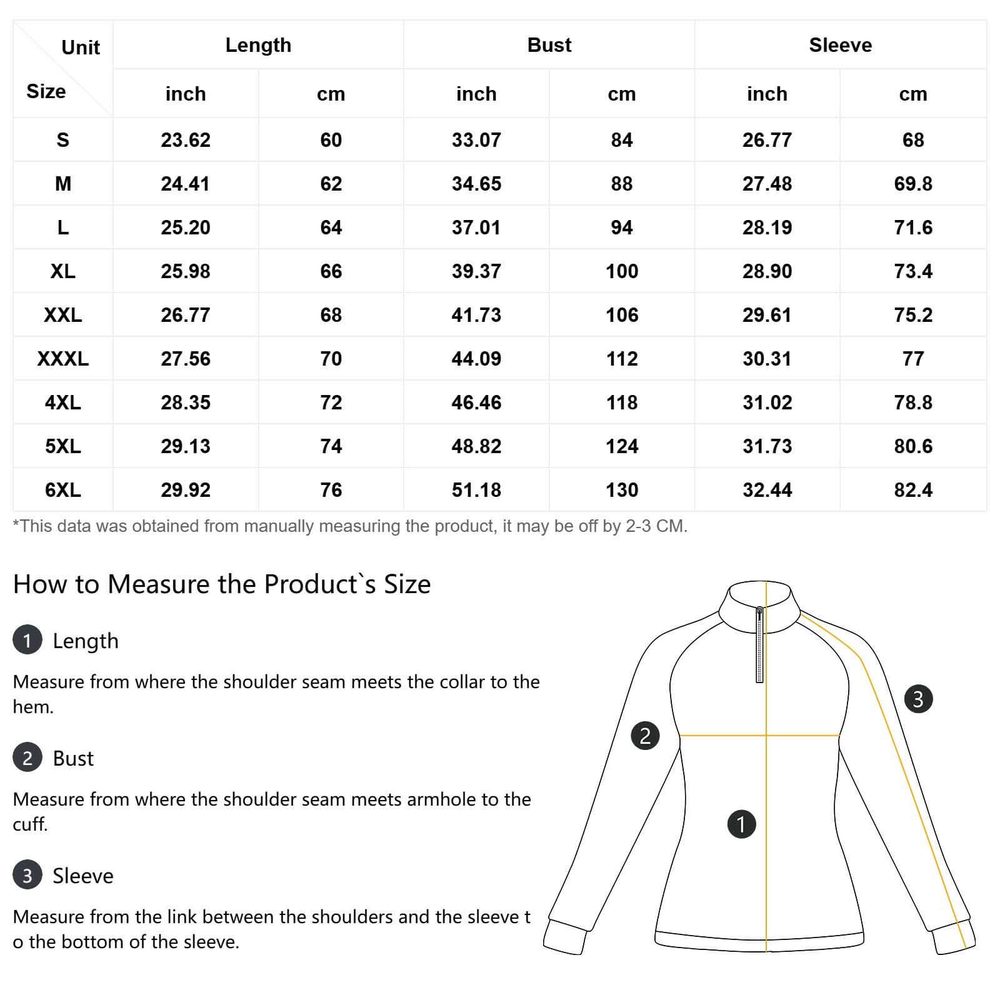 Unit Length Bust Sleeve
Size inch cm inch cm inch cm
S 23.62 60 33.07 84 26.77 68
M 24.41 62 34.65 88 27.48 69.8
L 25.20 64 37.01 94 28.19 71.6
XL 25.98 66 39.37 100 28.90 73.4
XXL 26.77 68 41.73 106 29.61 75.2
XXXL 27.56 70 44.09 112 30.31 77
4XL 28.35 72 46.46 118 31.02 78.8
5XL 29.13 74 48.82 124 31.73 80.6
6XL 29.92 76 51.18 130 32.44 82.4
*This data was obtained from manually measuring the product, it may be off by 2-3 CM.
How to Measure the Product`s Size
1 Length
Measure from where the shoulder seam meets the collar to the
hem.
2 Bust
Measure from where the shoulder seam meets armhole to the
cuff.
3 Sleeve
Measure from the link between the shoulders and the sleeve t
o the bottom of the sleeve.
3
2
1